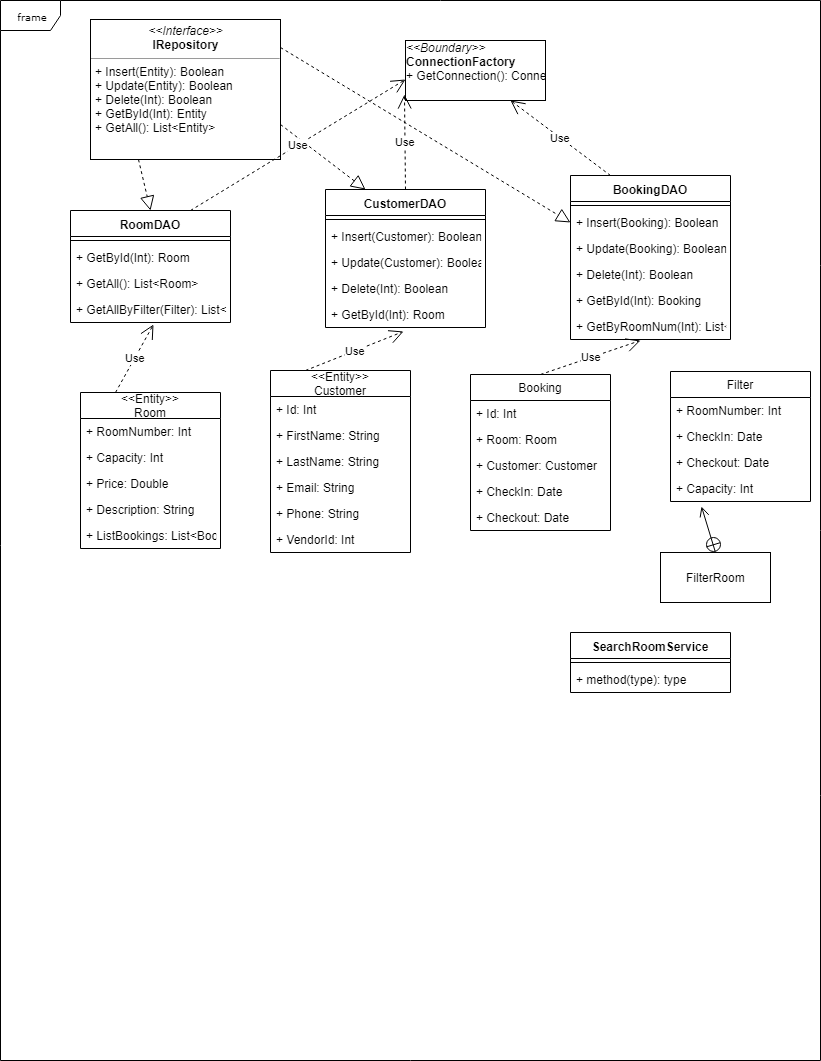 frame
<<Interface>>
IRepository
+ Insert(Entity): Boolean
+ Update(Entity): Boolean
+ Delete(Int): Boolean
+ GetById(Int): Entity
+ GetAll(): List<Entity>
<<Boundary>>
ConnectionFactory
+ GetConnection(): Conne
Use
Use
Use
RoomDAO
+ GetById(Int): Room
+ GetAll(): List<Room>
+ GetAllByFilter(Filter): List<
CustomerDAO
+ Insert(Customer): Boolean
+ Update(Customer): Boolea
+ Delete(Int): Boolean
+ GetById(Int): Room
BookingDAO
+ Insert(Booking): Boolean
+ Update(Booking): Boolean
+ Delete(Int): Boolean
+ GetById(Int): Booking
+ GetByRoomNum(Int): List<
Use
Use
Use
<<Entity>>
Room
+ RoomNumber: Int
+ Capacity: Int
+ Price: Double
+ Description: String
+ ListBookings: List<Boo
<<Entity>>
Customer
+ Id: Int
+ FirstName: String
+ LastName: String
+ Email: String
+ Phone: String
+ VendorId: Int
Booking
+ Id: Int
+ Room: Room
+ Customer: Customer
+ CheckIn: Date
+ Checkout: Date
Filter
+ RoomNumber: Int
+ CheckIn: Date
+ Checkout: Date
+ Capacity: Int
FilterRoom
SearchRoomService
+ method(type): type